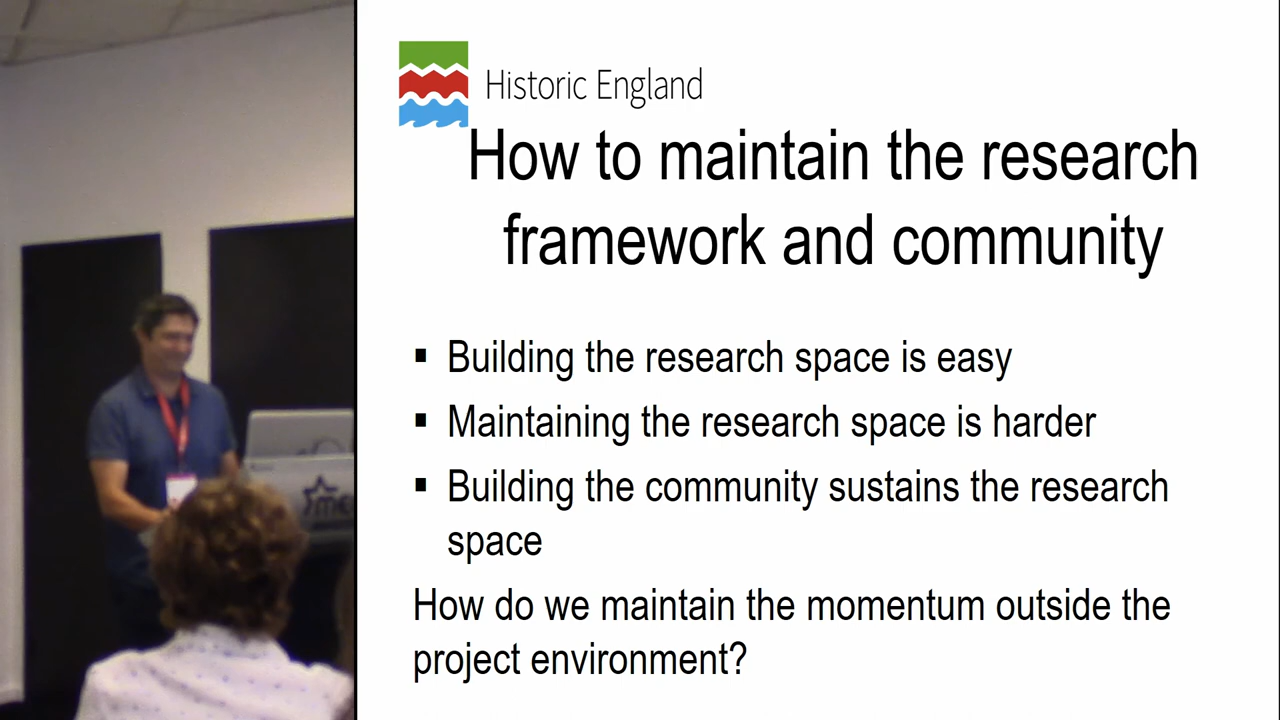 Historic England
How to maintain the research
framework and community
▪ Building the research space is easy
▪ Maintaining the research space is harder
▪ Building the community sustains the research
space
How do we maintain the momentum outside the
project environment?